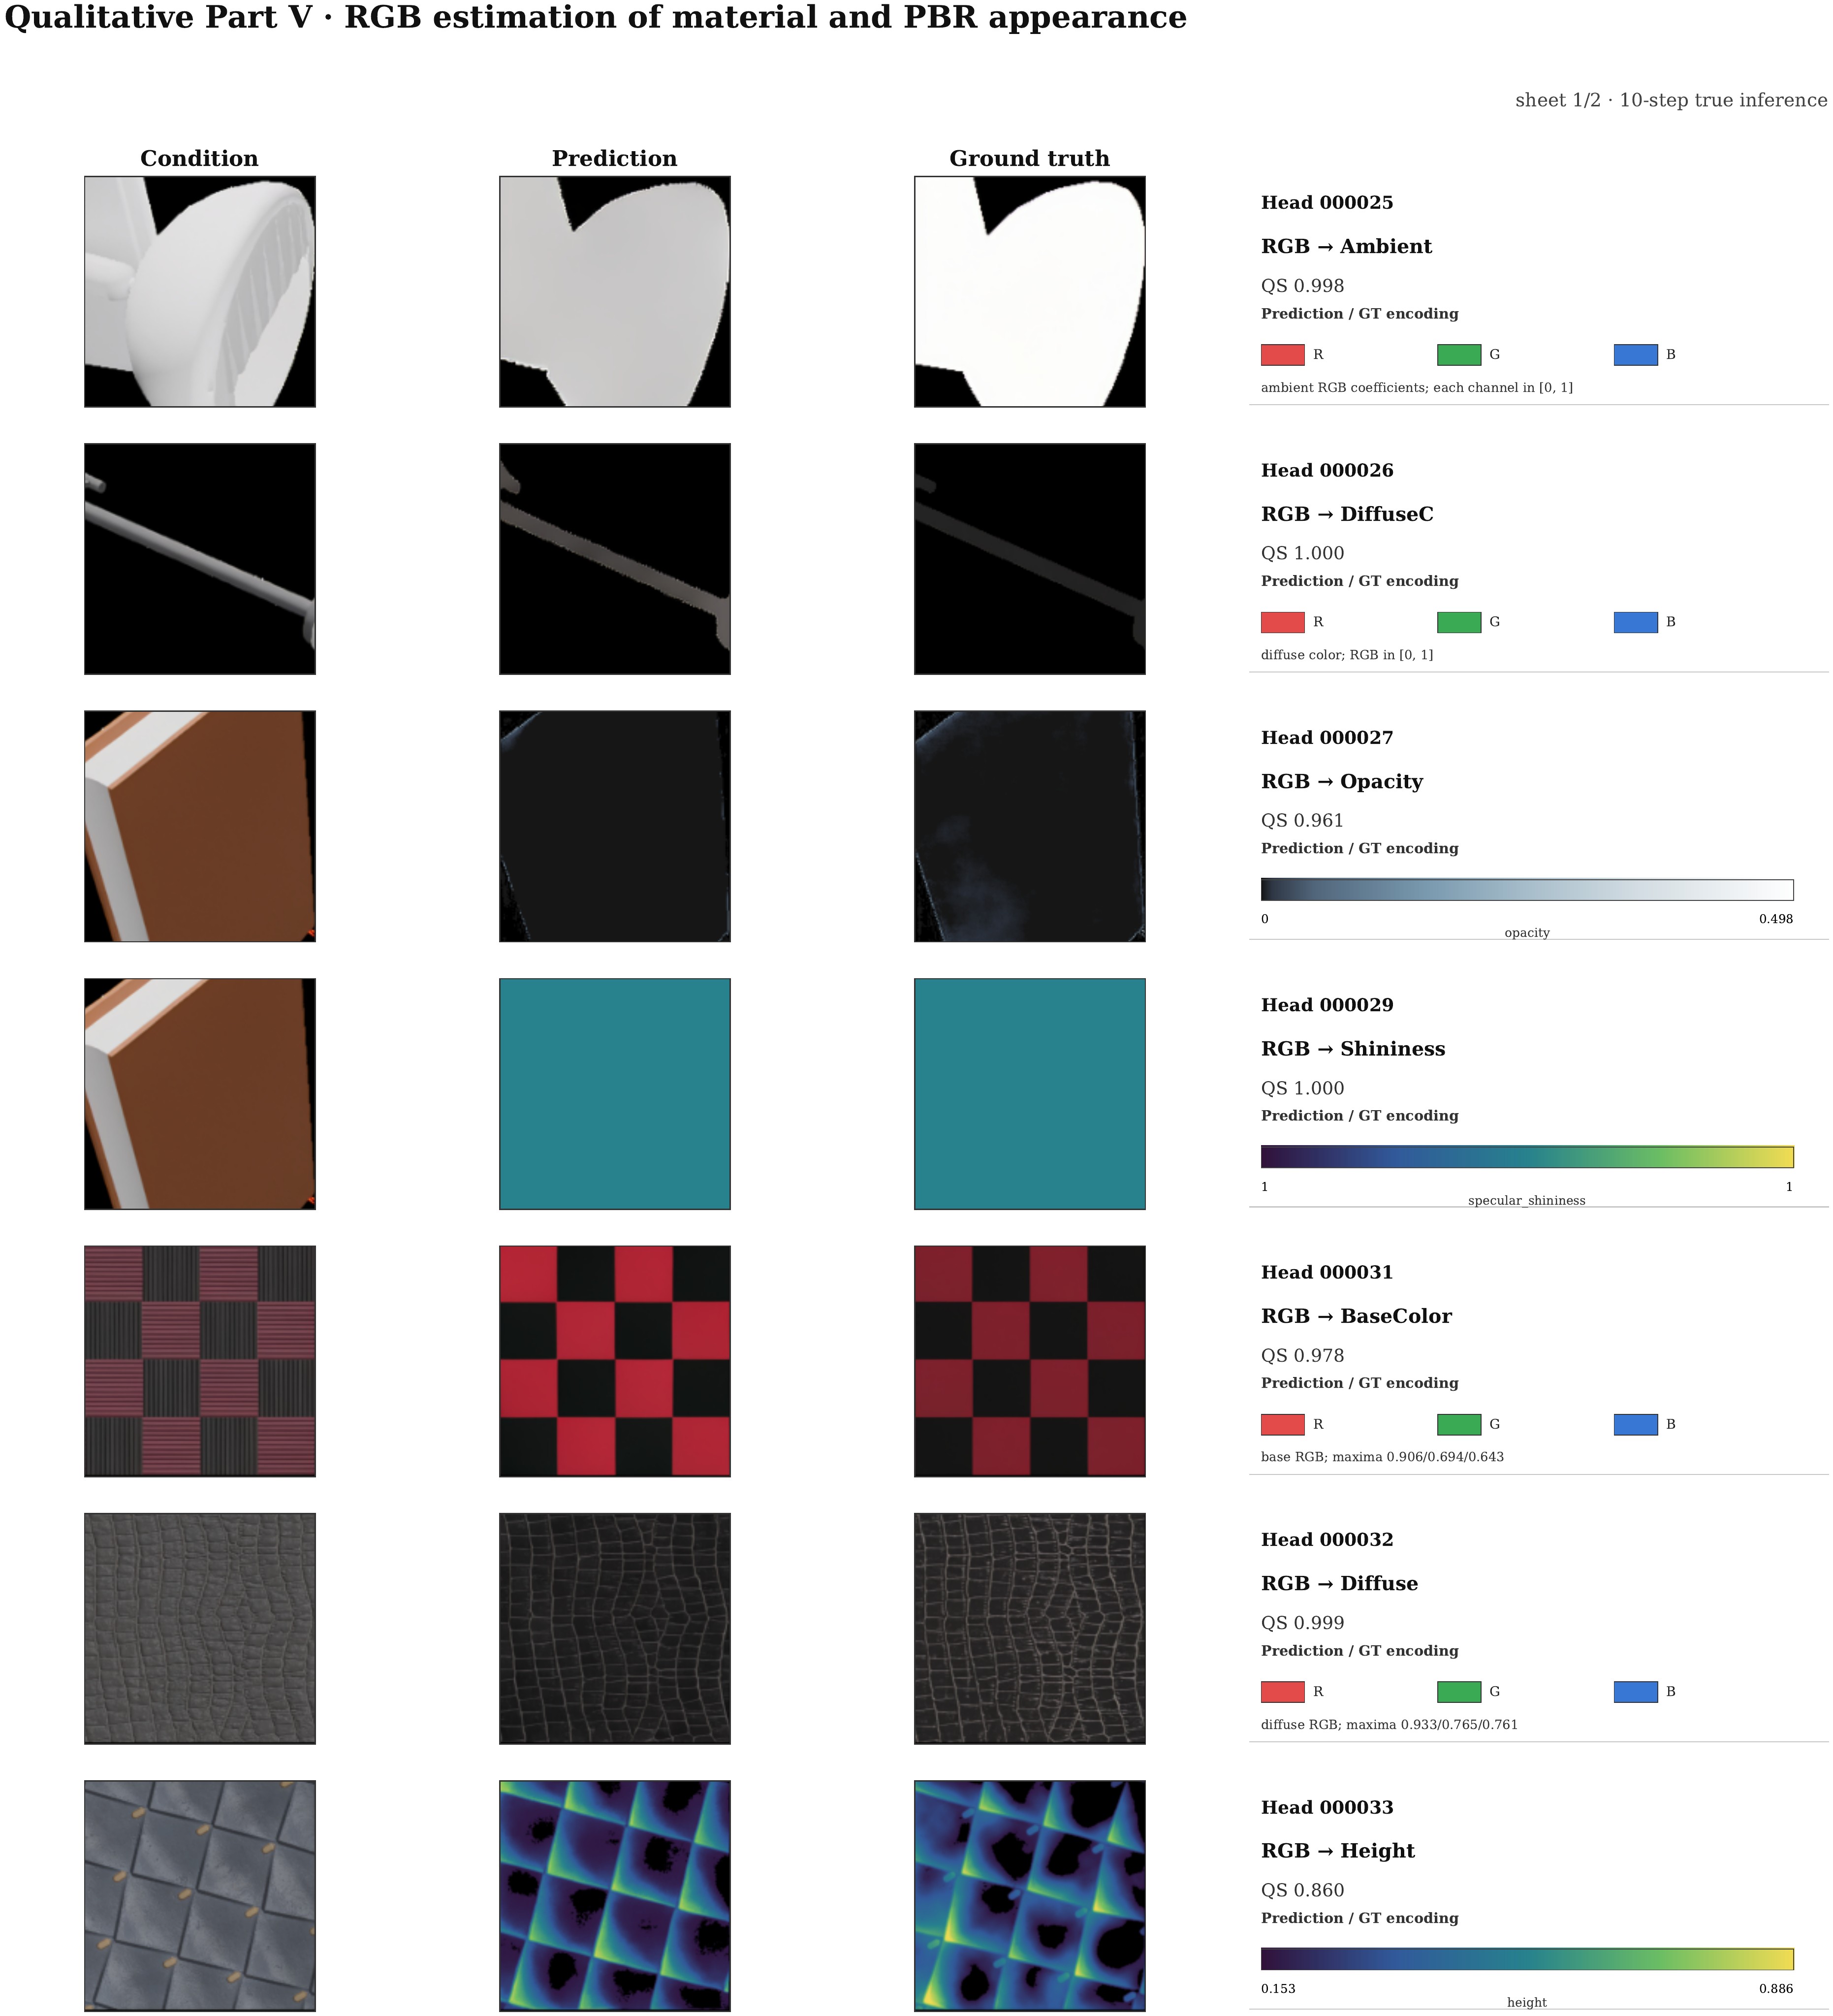 Qualitative Part V · RGB estimation of material and PBR appearance
sheet 1/2 · 10-step true inference
Condition
Prediction
Ground truth
Head 000025
RGB → Ambient
QS 0.998
Prediction / GT encoding
R G B
ambient RGB coefficients; each channel in [0, 1]
Head 000026
RGB → DiffuseC
QS 1.000
Prediction / GT encoding
R G B
diffuse color; RGB in [0, 1]
Head 000027
RGB → Opacity
QS 0.961
Prediction / GT encoding
0 0.498
opacity
Head 000029
RGB → Shininess
QS 1.000
Prediction / GT encoding
1 1
specular_shininess
Head 000031
RGB → BaseColor
QS 0.978
Prediction / GT encoding
R G B
base RGB; maxima 0.906/0.694/0.643
Head 000032
RGB → Diffuse
QS 0.999
Prediction / GT encoding
R G B
diffuse RGB; maxima 0.933/0.765/0.761
Head 000033
RGB → Height
QS 0.860
Prediction / GT encoding
0.153 0.886
height